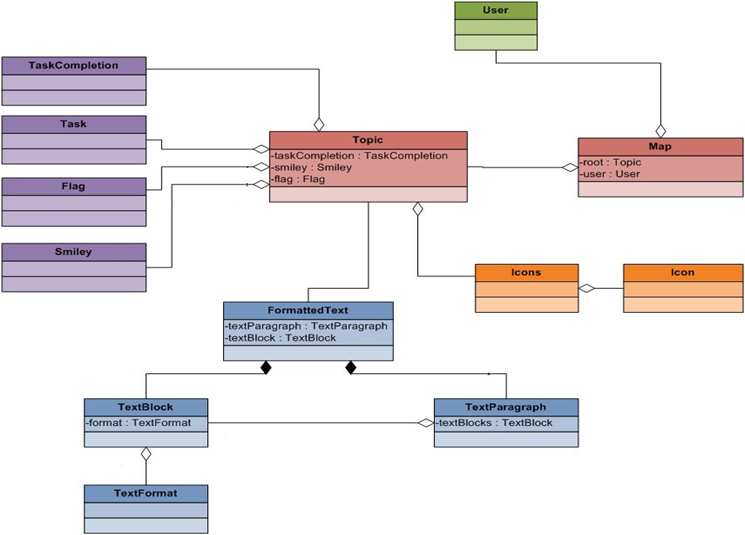 User
TaskCompletion
Task
Topic
-taskCompletion : TaskCompletion
-smiley : Smiley
-flag : Flag
Map
-root : Topic
-user : User
Flag
Smiley
Icons
Icon
FormattedText
-textParagraph : TextParagraph
-textBlock : TextBlock
TextBlock
-format : TextFormat
TextParagraph
-textBlocks : TextBlock
TextFormat